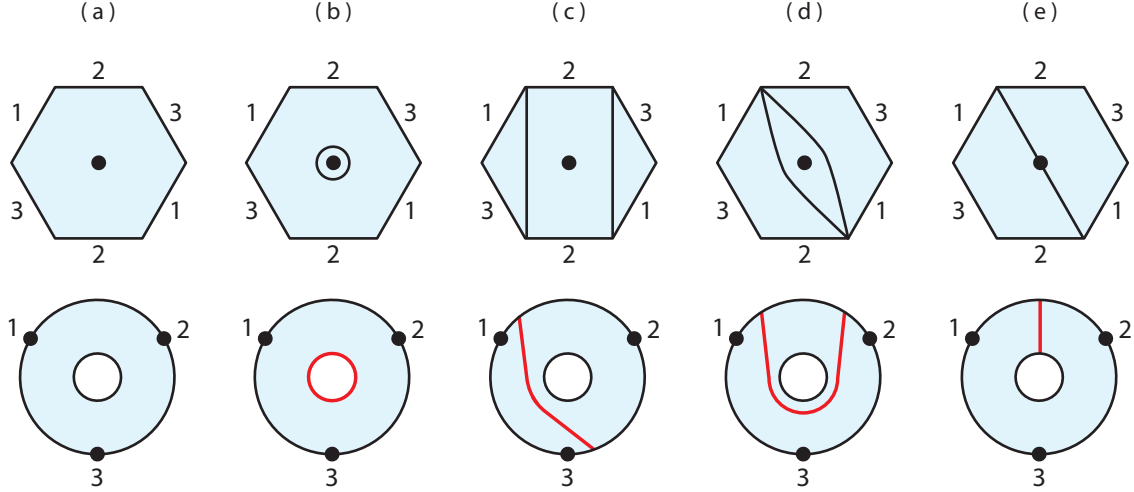 ( a ) ( b ) ( c ) ( d ) ( e )
2 2 2 2 2
1 3 1 3 1 3 1 3 1 3
3 1 3 1 3 1 3 1 3 1
2 2 2 2 2
1 2 1 2 1 2 1 2 1 2
3 3 3 3 3